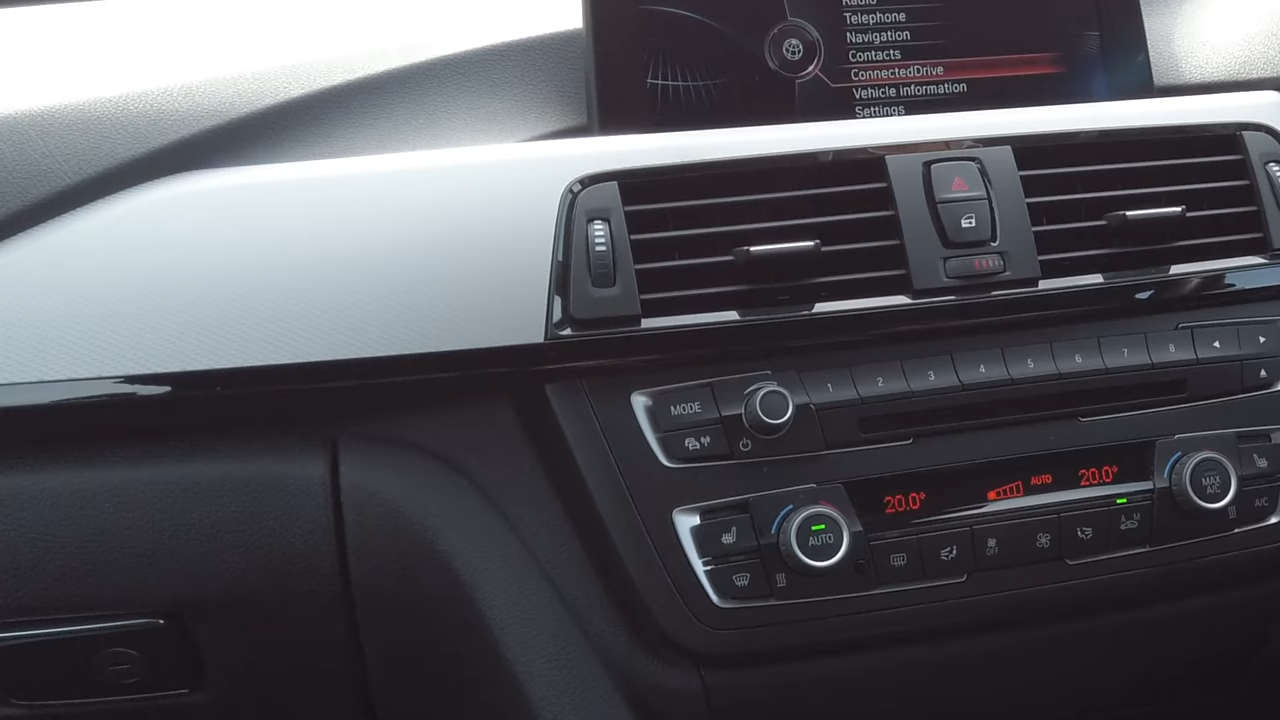 Radio
Telephone
Navigation
Contacts
ConnectedDrive
Vehicle information
Settings
MODE
1 2 3 4 5 6 7 8
20.0° AUTO 20.0°
AUTO
OFF
A M
MAX
A/C
A/C